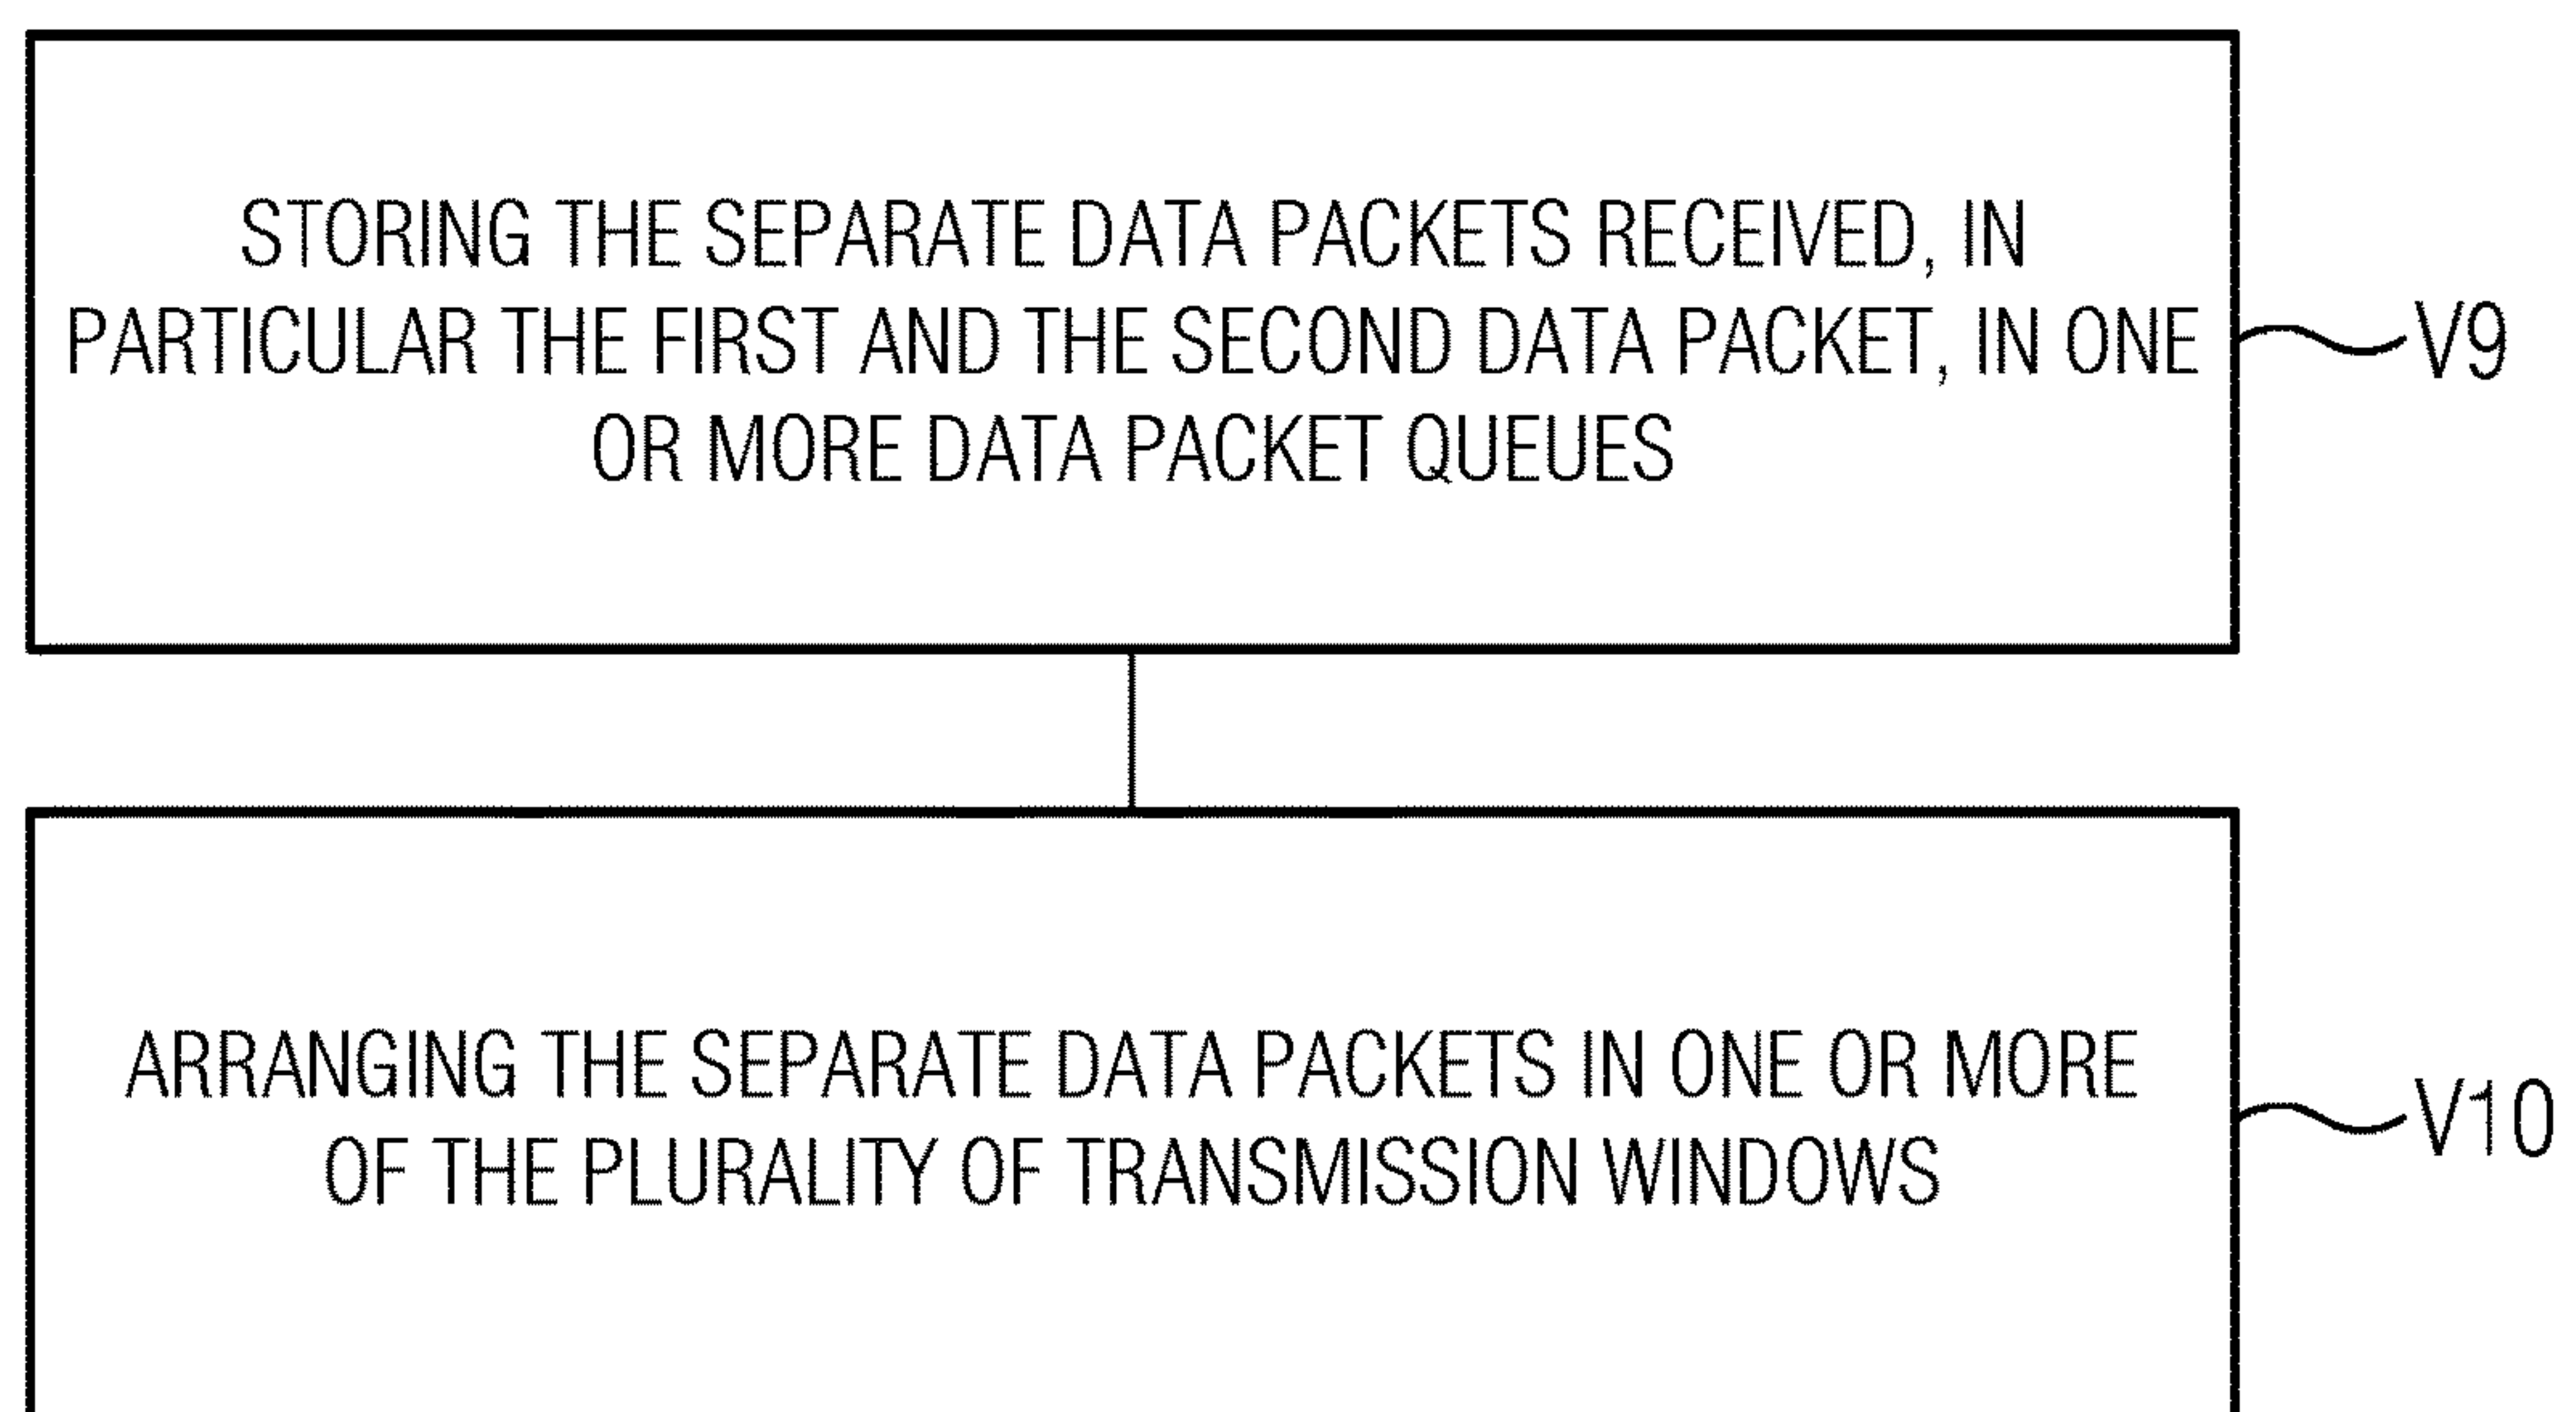 STORING THE SEPARATE DATA PACKETS RECEIVED, IN
PARTICULAR THE FIRST AND THE SECOND DATA PACKET, IN ONE
OR MORE DATA PACKET QUEUES
V9
ARRANGING THE SEPARATE DATA PACKETS IN ONE OR MORE
OF THE PLURALITY OF TRANSMISSION WINDOWS
V10